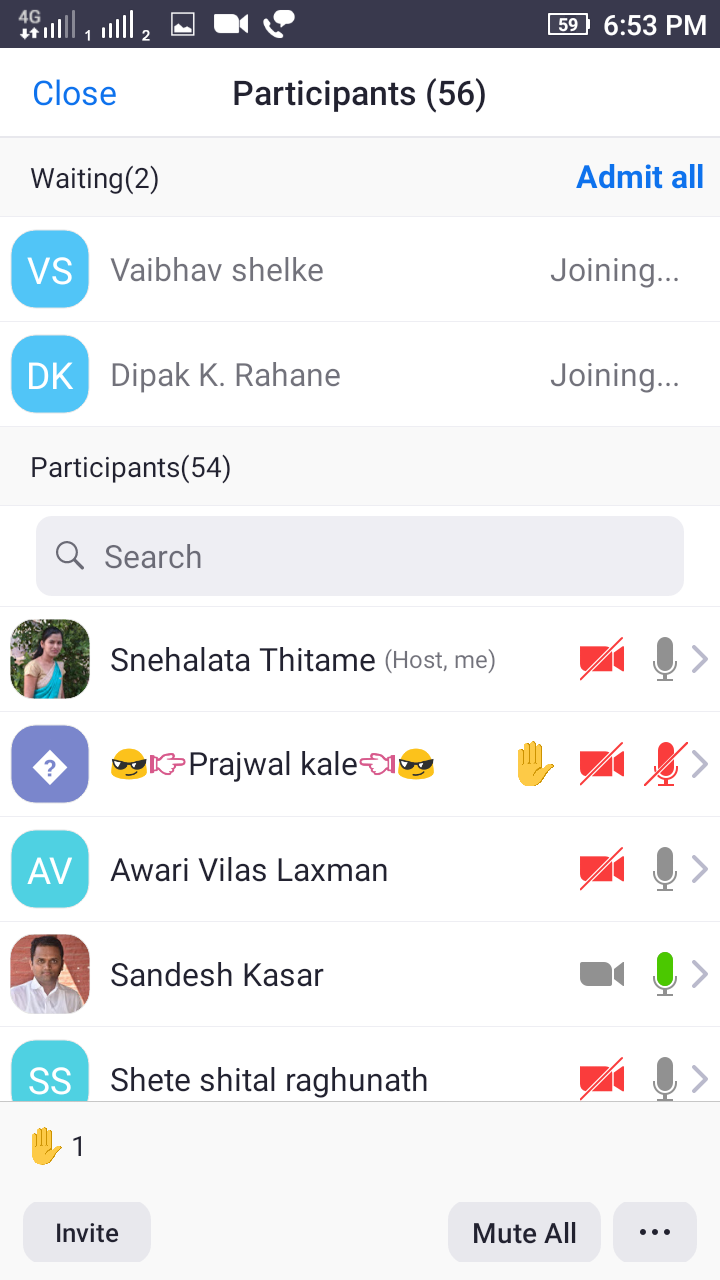 4G 1 2 59 6:53 PM
Close Participants (56)
Waiting(2) Admit all
VS Vaibhav shelke Joining...
DK Dipak K. Rahane Joining...
Participants(54)
Search
Snehalata Thitame (Host, me)
? 😎👉Prajwal kale👈😎 ✋
AV Awari Vilas Laxman
Sandesh Kasar
SS Shete shital raghunath
✋ 1
Invite Mute All ...